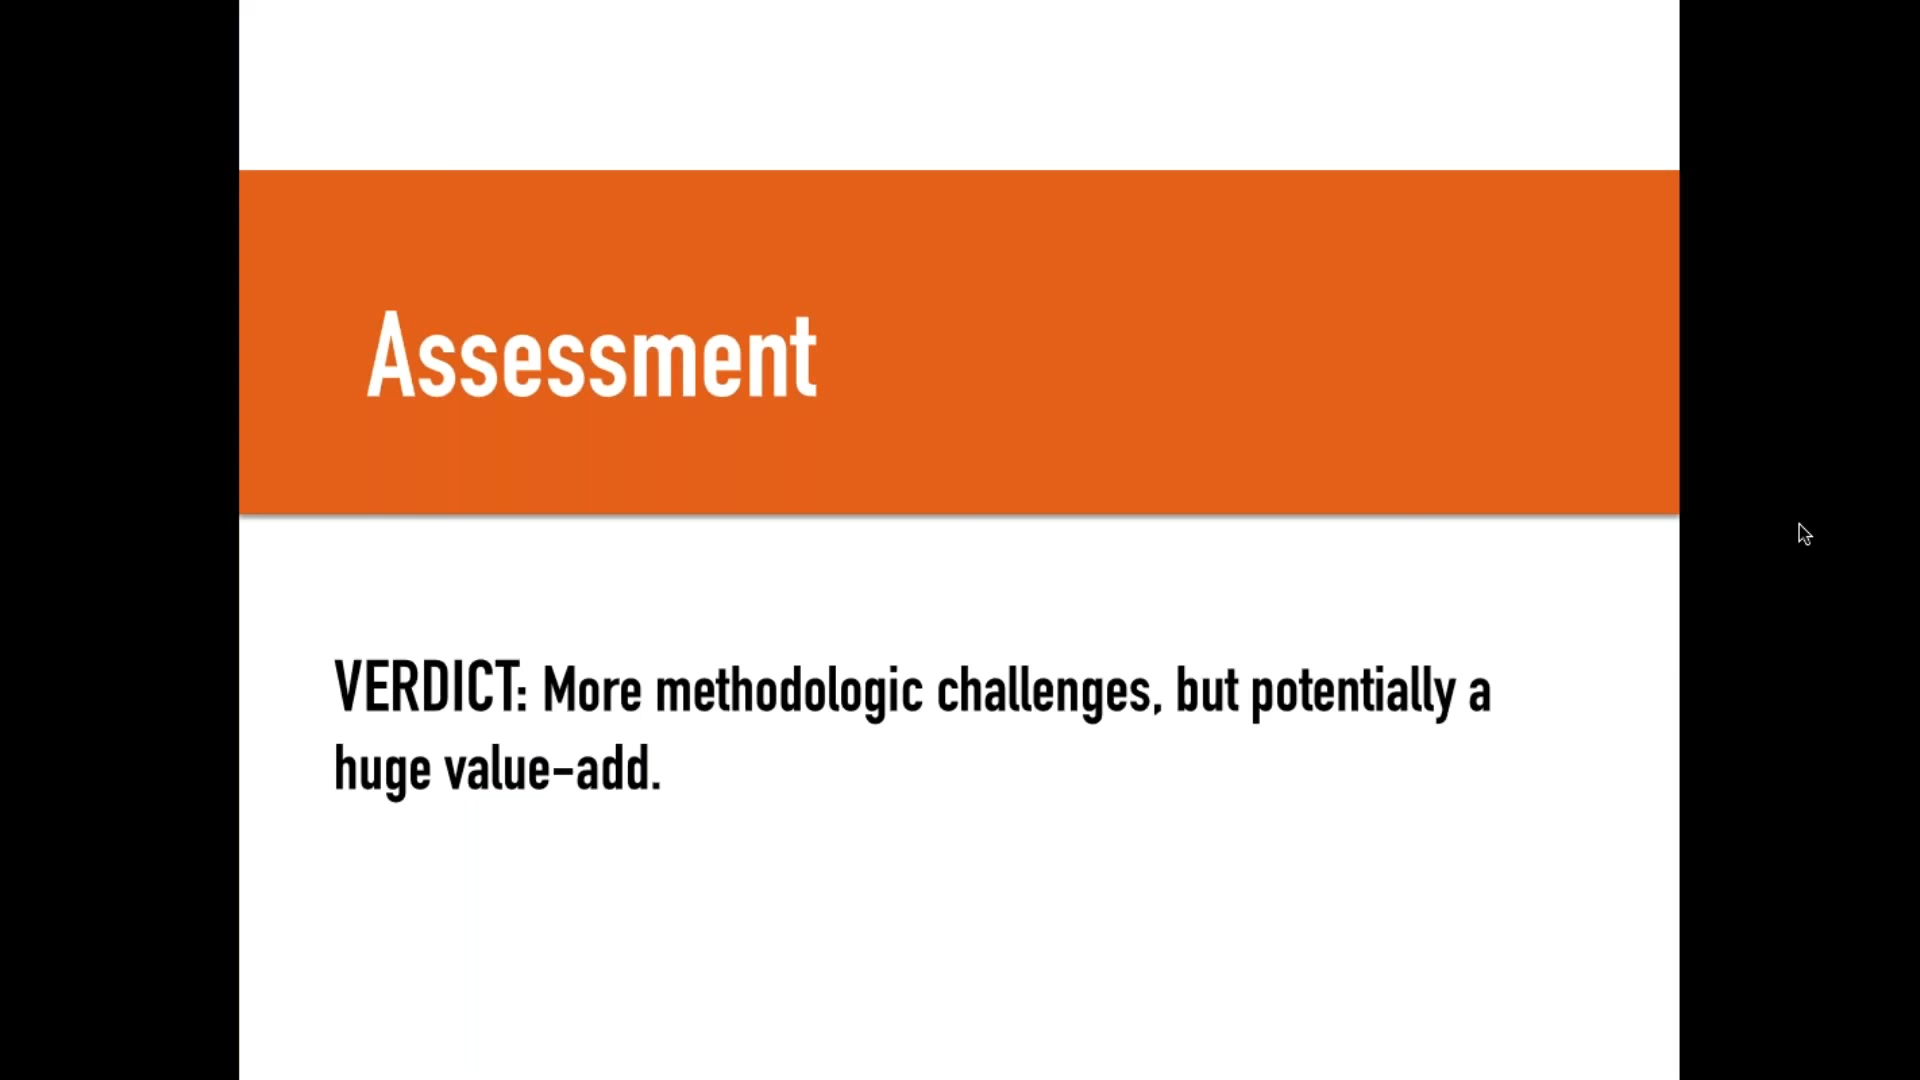 Assessment
VERDICT: More methodologic challenges, but potentially a
huge value-add.